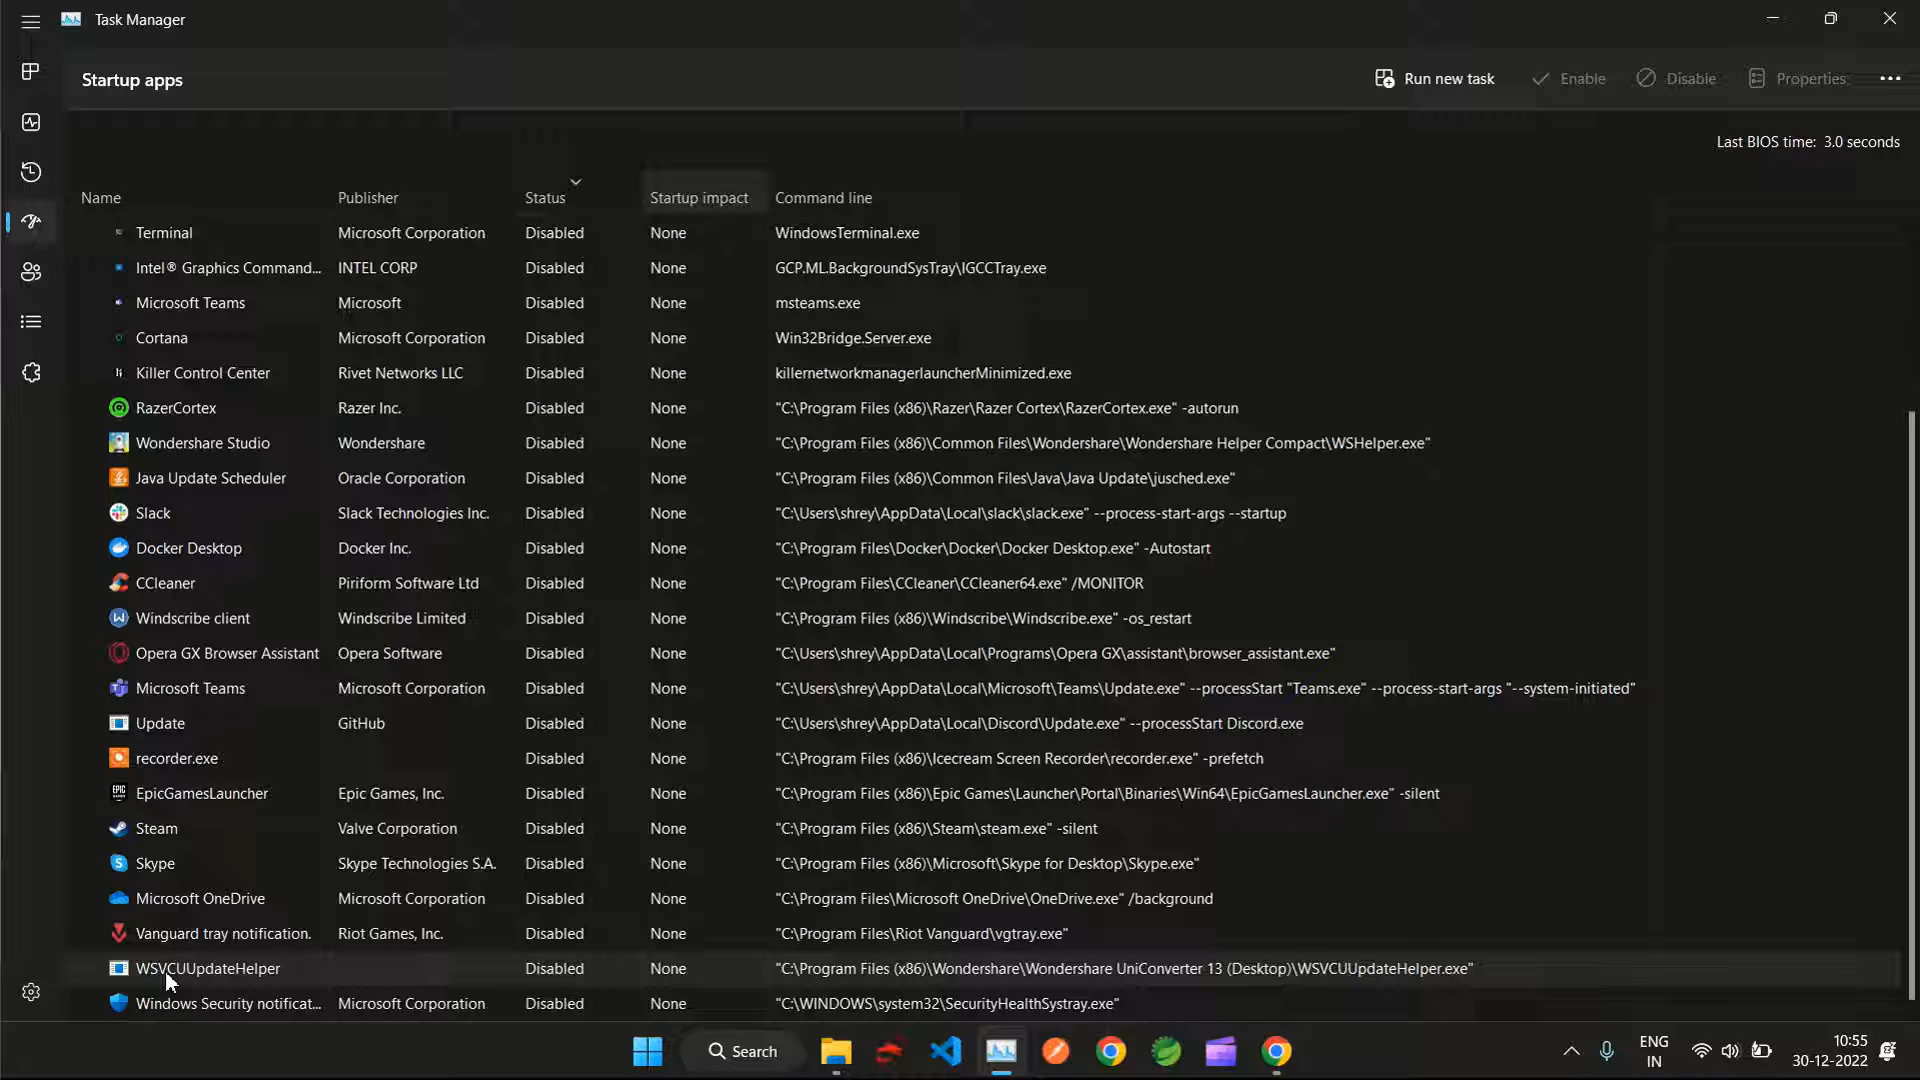 Task Manager
Startup apps
Run new task
Enable
Disable
Properties
Last BIOS time: 3.0 seconds
Name Publisher Status Startup impact Command line
Terminal Microsoft Corporation Disabled None WindowsTerminal.exe
Intel® Graphics Command... INTEL CORP Disabled None GCP.ML.BackgroundSysTray\IGCCTray.exe
Microsoft Teams Microsoft Disabled None msteams.exe
Cortana Microsoft Corporation Disabled None Win32Bridge.Server.exe
Killer Control Center Rivet Networks LLC Disabled None killernetworkmanagerlauncherMinimized.exe
RazerCortex Razer Inc. Disabled None "C:\Program Files (x86)\Razer\Razer Cortex\RazerCortex.exe" -autorun
Wondershare Studio Wondershare Disabled None "C:\Program Files (x86)\Common Files\Wondershare\Wondershare Helper Compact\WSHelper.exe"
Java Update Scheduler Oracle Corporation Disabled None "C:\Program Files (x86)\Common Files\Java\Java Update\jusched.exe"
Slack Slack Technologies Inc. Disabled None "C:\Users\shrey\AppData\Local\slack\slack.exe" --process-start-args --startup
Docker Desktop Docker Inc. Disabled None "C:\Program Files\Docker\Docker\Docker Desktop.exe" -Autostart
CCleaner Piriform Software Ltd Disabled None "C:\Program Files\CCleaner\CCleaner64.exe" /MONITOR
Windscribe client Windscribe Limited Disabled None "C:\Program Files (x86)\Windscribe\Windscribe.exe" -os_restart
Opera GX Browser Assistant Opera Software Disabled None "C:\Users\shrey\AppData\Local\Programs\Opera GX\assistant\browser_assistant.exe"
Microsoft Teams Microsoft Corporation Disabled None "C:\Users\shrey\AppData\Local\Microsoft\Teams\Update.exe" --processStart "Teams.exe" --process-start-args "--system-initiated"
Update GitHub Disabled None "C:\Users\shrey\AppData\Local\Discord\Update.exe" --processStart Discord.exe
recorder.exe Disabled None "C:\Program Files (x86)\Icecream Screen Recorder\recorder.exe" -prefetch
EpicGamesLauncher Epic Games, Inc. Disabled None "C:\Program Files (x86)\Epic Games\Launcher\Portal\Binaries\Win64\EpicGamesLauncher.exe" -silent
Steam Valve Corporation Disabled None "C:\Program Files (x86)\Steam\steam.exe" -silent
Skype Skype Technologies S.A. Disabled None "C:\Program Files (x86)\Microsoft\Skype for Desktop\Skype.exe"
Microsoft OneDrive Microsoft Corporation Disabled None "C:\Program Files\Microsoft OneDrive\OneDrive.exe" /background
Vanguard tray notification. Riot Games, Inc. Disabled None "C:\Program Files\Riot Vanguard\vgtray.exe"
WSVCUUpdateHelper Disabled None "C:\Program Files (x86)\Wondershare\Wondershare UniConverter 13 (Desktop)\WSVCUUpdateHelper.exe"
Windows Security notificat... Microsoft Corporation Disabled None "C:\WINDOWS\system32\SecurityHealthSystray.exe"
Search
ENG
IN
10:55
30-12-2022